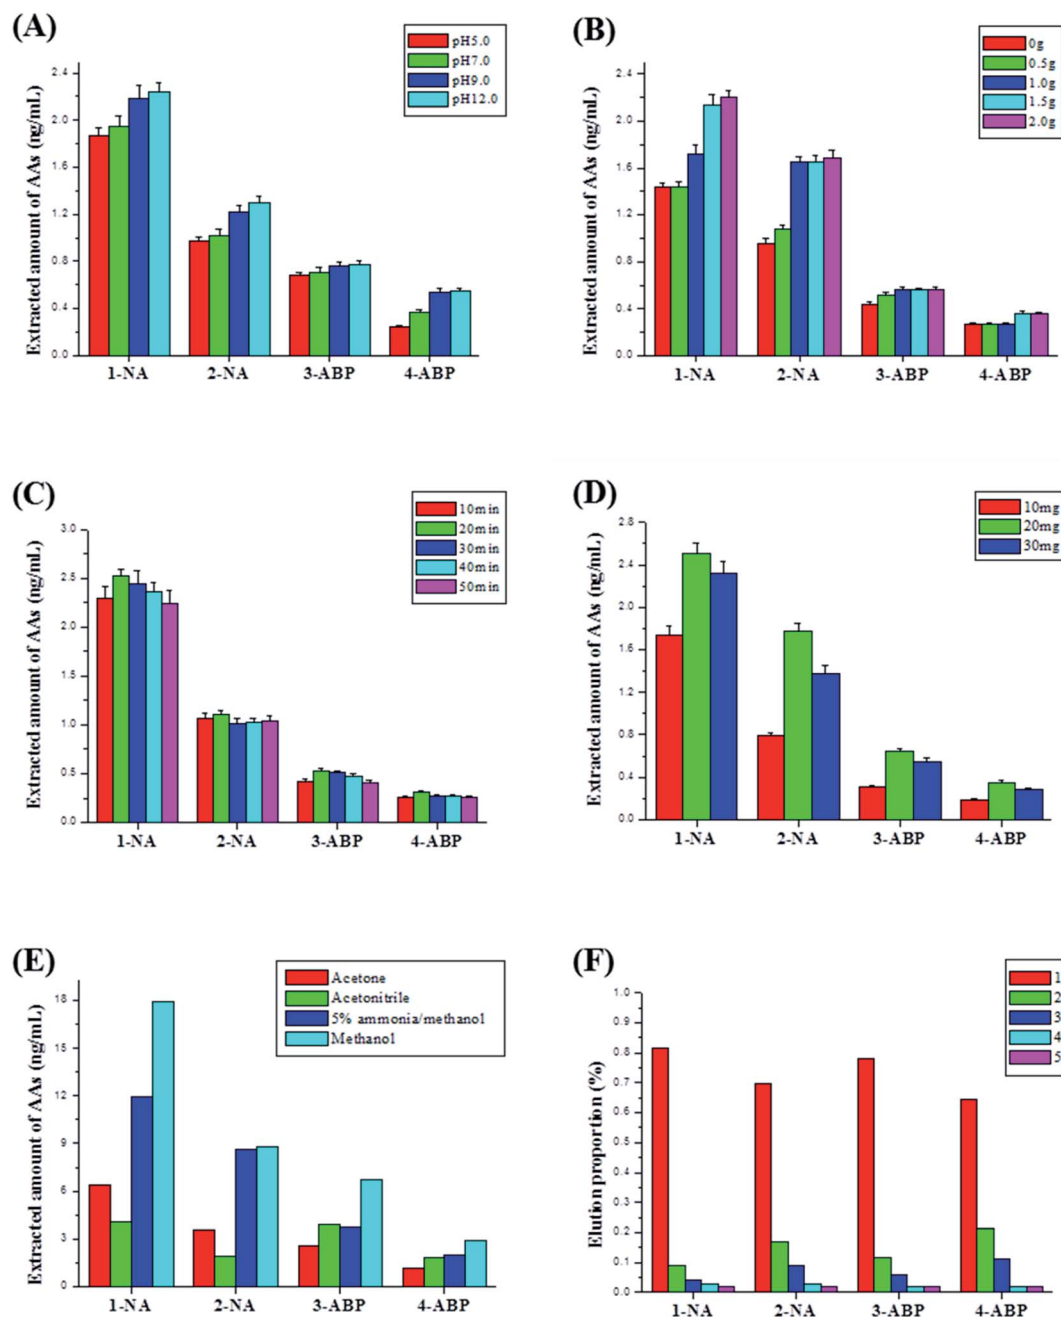 (A)
pH5.0
pH7.0
pH9.0
pH12.0
Extracted amount of AAs (ng/mL)
2.4
2.0
1.6
1.2
0.8
0.4
0.0
1-NA 2-NA 3-ABP 4-ABP
(B)
0g
0.5g
1.0g
1.5g
2.0g
Extracted amount of AAs (ng/mL)
2.4
2.0
1.6
1.2
0.8
0.4
0.0
1-NA 2-NA 3-ABP 4-ABP
(C)
10min
20min
30min
40min
50min
Extracted amount of AAs (ng/mL)
3.0
2.5
2.0
1.5
1.0
0.5
0.0
1-NA 2-NA 3-ABP 4-ABP
(D)
10mg
20mg
30mg
Extracted amount of AAs (ng/mL)
2.8
2.4
2.0
1.6
1.2
0.8
0.4
0.0
1-NA 2-NA 3-ABP 4-ABP
(E)
Acetone
Acetonitrile
5% ammonia/methanol
Methanol
Extracted amount of AAs (ng/mL)
18
15
12
9
6
3
0
1-NA 2-NA 3-ABP 4-ABP
(F)
1
2
3
4
5
Elution proportion (%)
1.0
0.9
0.8
0.7
0.6
0.5
0.4
0.3
0.2
0.1
0.0
1-NA 2-NA 3-ABP 4-ABP